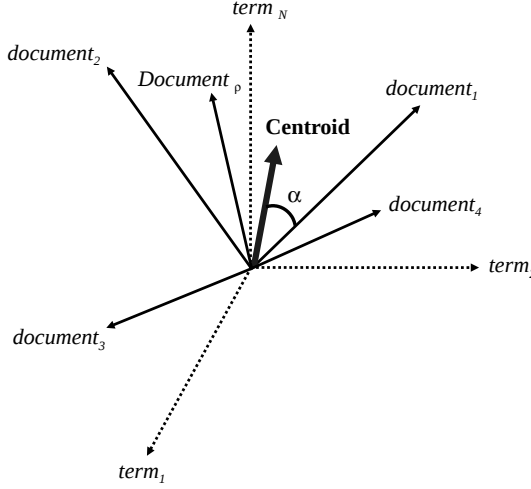 term N
document2
Document ρ
document1
Centroid
α
document4
term
document3
term1